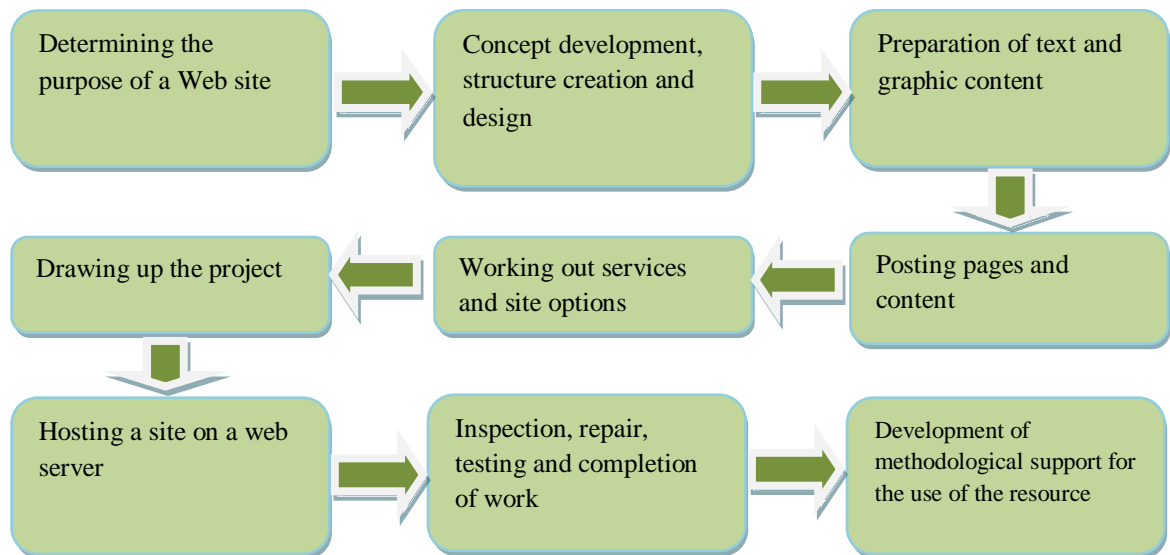 Determining the
purpose of a Web site
Concept development,
structure creation and
design
Preparation of text and
graphic content
Posting pages and
content
Working out services
and site options
Drawing up the project
Hosting a site on a web
server
Inspection, repair,
testing and completion
of work
Development of
methodological support for
the use of the resource